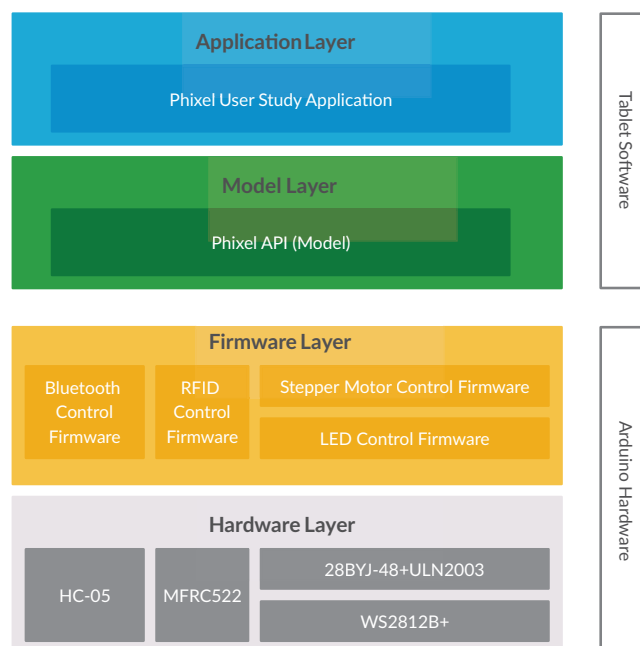 Application Layer
Phixel User Study Application
Tablet Software
Model Layer
Phixel API (Model)
Firmware Layer
Bluetooth
Control
Firmware
RFID
Control
Firmware
Stepper Motor Control Firmware
LED Control Firmware
Arduino Hardware
Hardware Layer
HC-05
MFRC522
28BYJ-48+ULN2003
WS2812B+